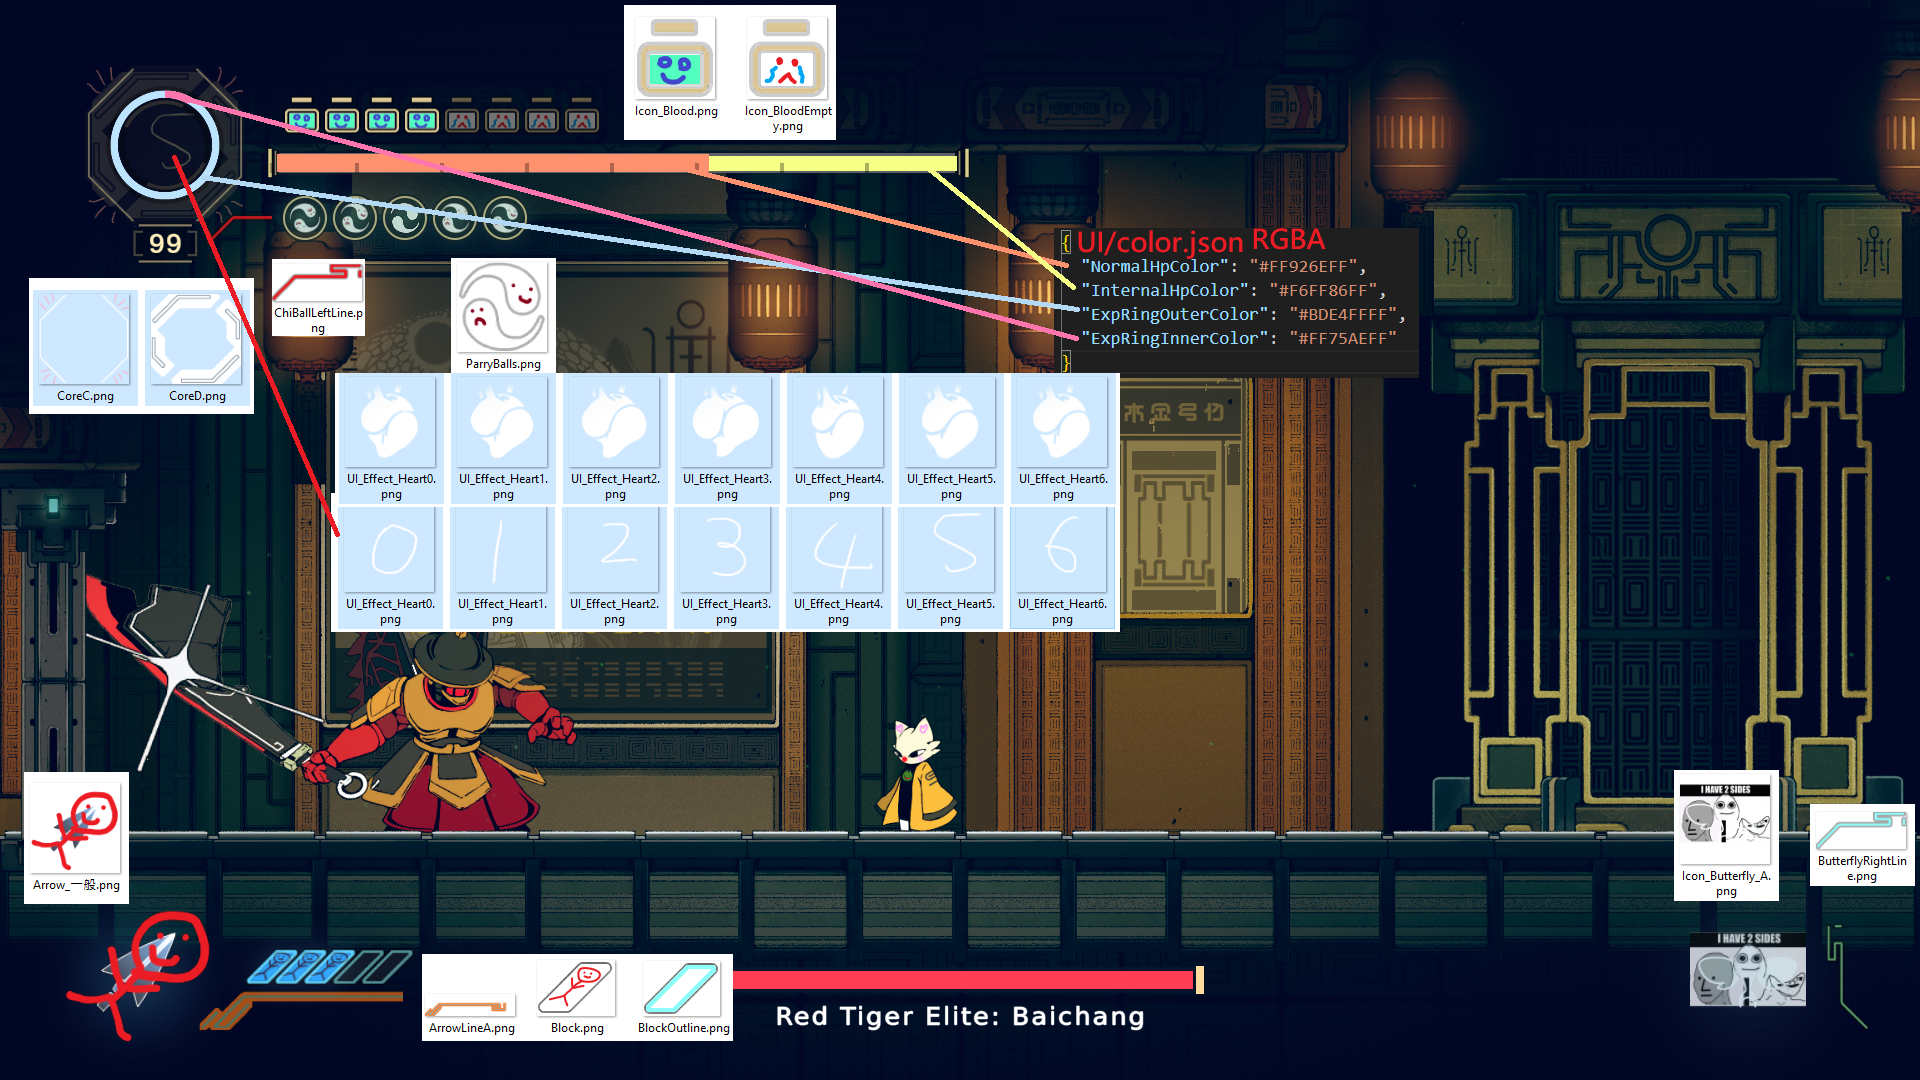 Icon_Blood.png
Icon_BloodEmpt
y.png
S
99
UI/color.json RGBA
{
"NormalHpColor": "#FF926EFF",
"InternalHpColor": "#F6FF86FF",
"ExpRingOuterColor": "#BDE4FFFF",
"ExpRingInnerColor": "#FF75AEFF"
}
CoreC.png
CoreD.png
ChiBallLeftLine.p
ng
ParryBalls.png
UI_Effect_Heart0.
png
UI_Effect_Heart1.
png
UI_Effect_Heart2.
png
UI_Effect_Heart3.
png
UI_Effect_Heart4.
png
UI_Effect_Heart5.
png
UI_Effect_Heart6.
png
0
1
2
3
4
5
6
UI_Effect_Heart0.
png
UI_Effect_Heart1.
png
UI_Effect_Heart2.
png
UI_Effect_Heart3.
png
UI_Effect_Heart4.
png
UI_Effect_Heart5.
png
UI_Effect_Heart6.
png
Arrow_一般.png
I HAVE 2 SIDES
Icon_Butterfly_A.
png
ButterflyRightLin
e.png
I HAVE 2 SIDES
ArrowLineA.png
Block.png
BlockOutline.png
Red Tiger Elite: Baichang